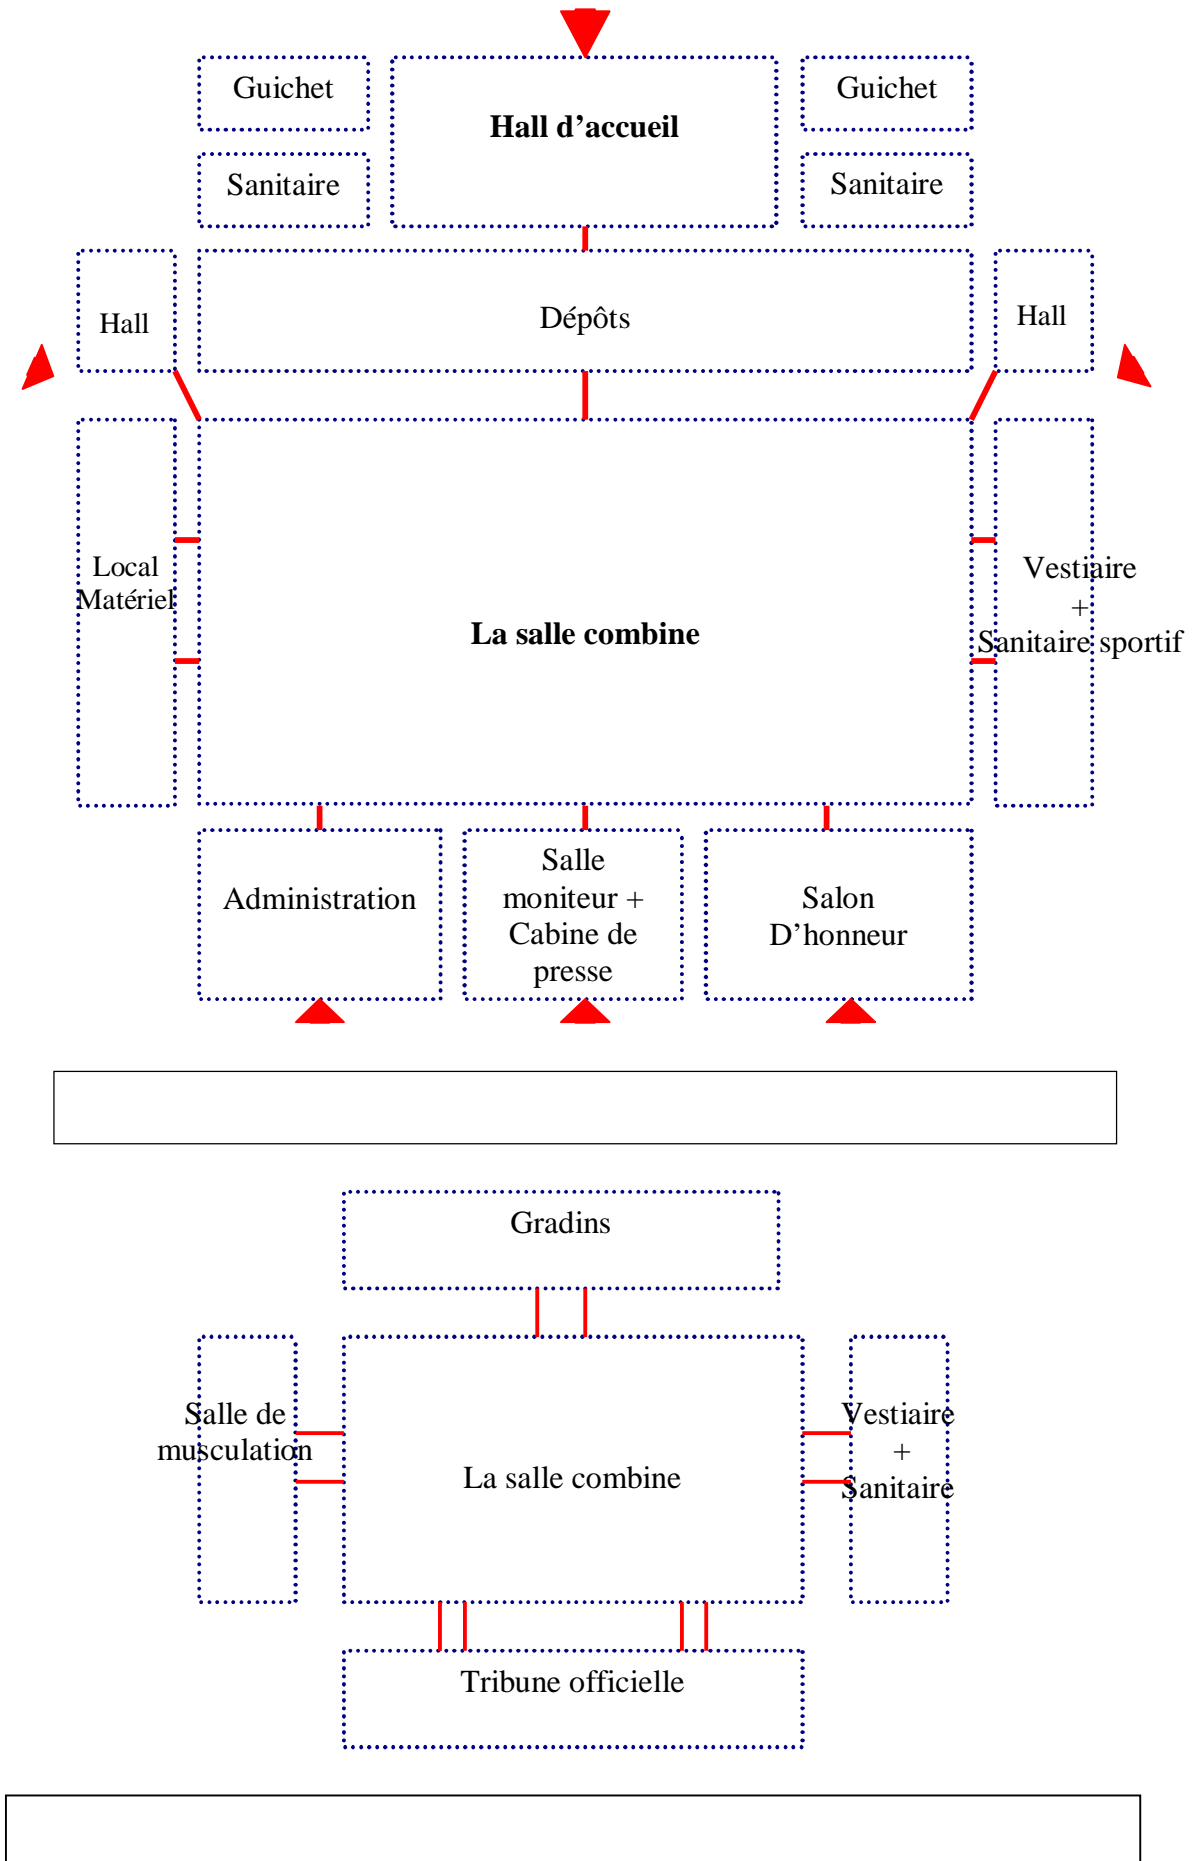 Guichet
Hall d’accueil
Guichet
Sanitaire
Sanitaire
Hall
Dépôts
Hall
Local
Matériel
La salle combine
Vestiaire
+
Sanitaire sportif
Administration
Salle
moniteur +
Cabine de
presse
Salon
D’honneur
Gradins
Salle de
musculation
La salle combine
Vestiaire
+
Sanitaire
Tribune officielle